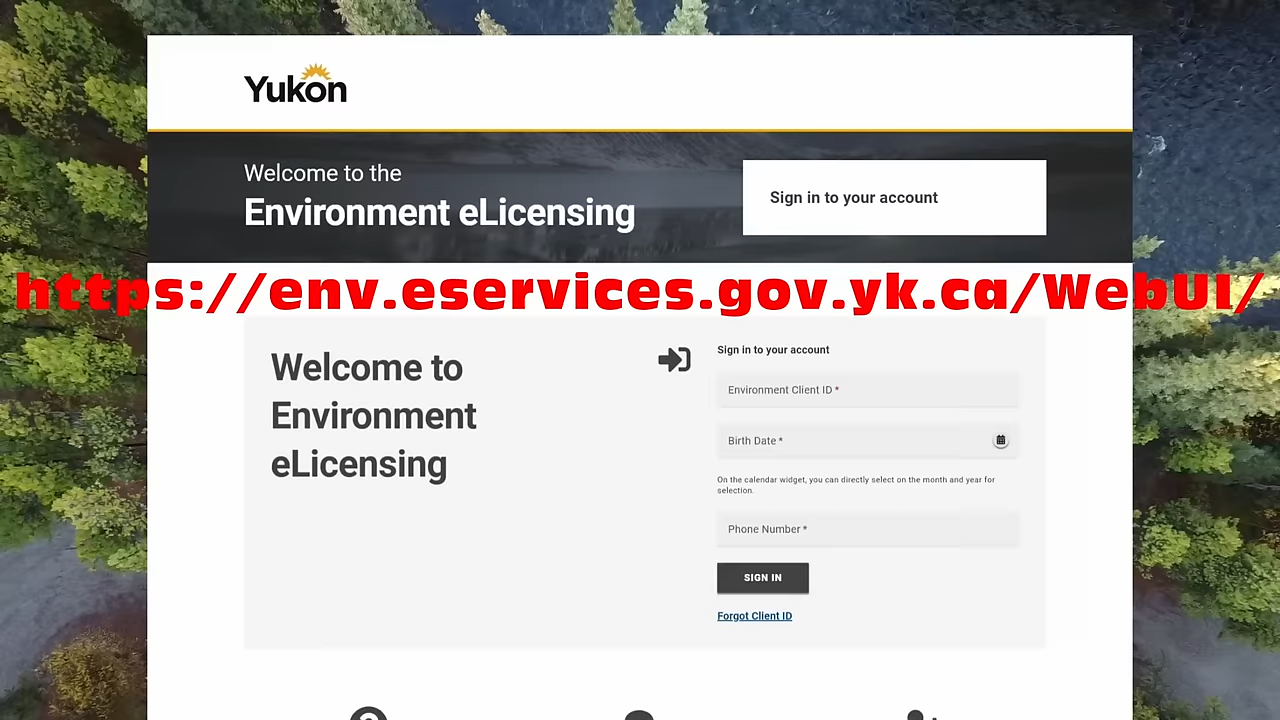 Yukon
Welcome to the
Environment eLicensing
Sign in to your account
https://env.eservices.gov.yk.ca/WebUI/
Welcome to
Environment
eLicensing
Sign in to your account
Environment Client ID *
Birth Date *
On the calendar widget, you can directly select on the month and year for
selection.
Phone Number *
SIGN IN
Forgot Client ID